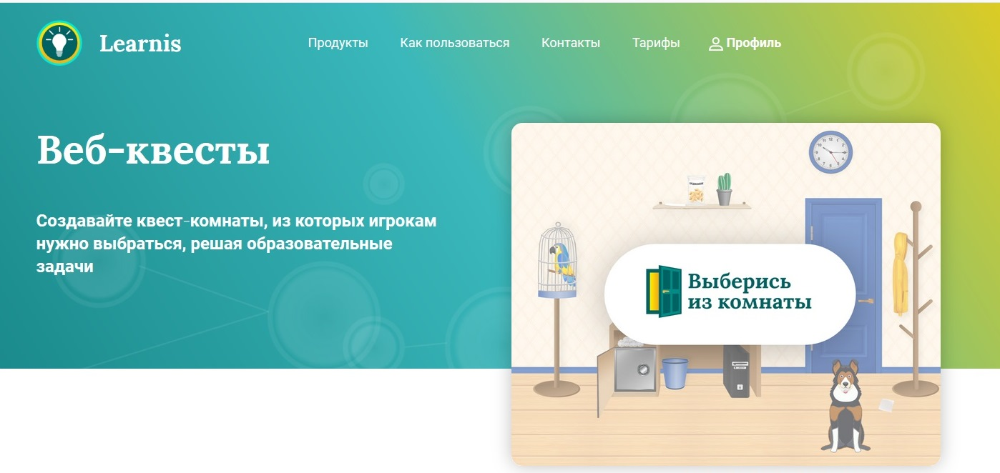 Learnis
Продукты
Как пользоваться
Контакты
Тарифы
Профиль
Веб-квесты
Создавайте квест-комнаты, из которых игрокам
нужно выбраться, решая образовательные
задачи
Выберись
из комнаты